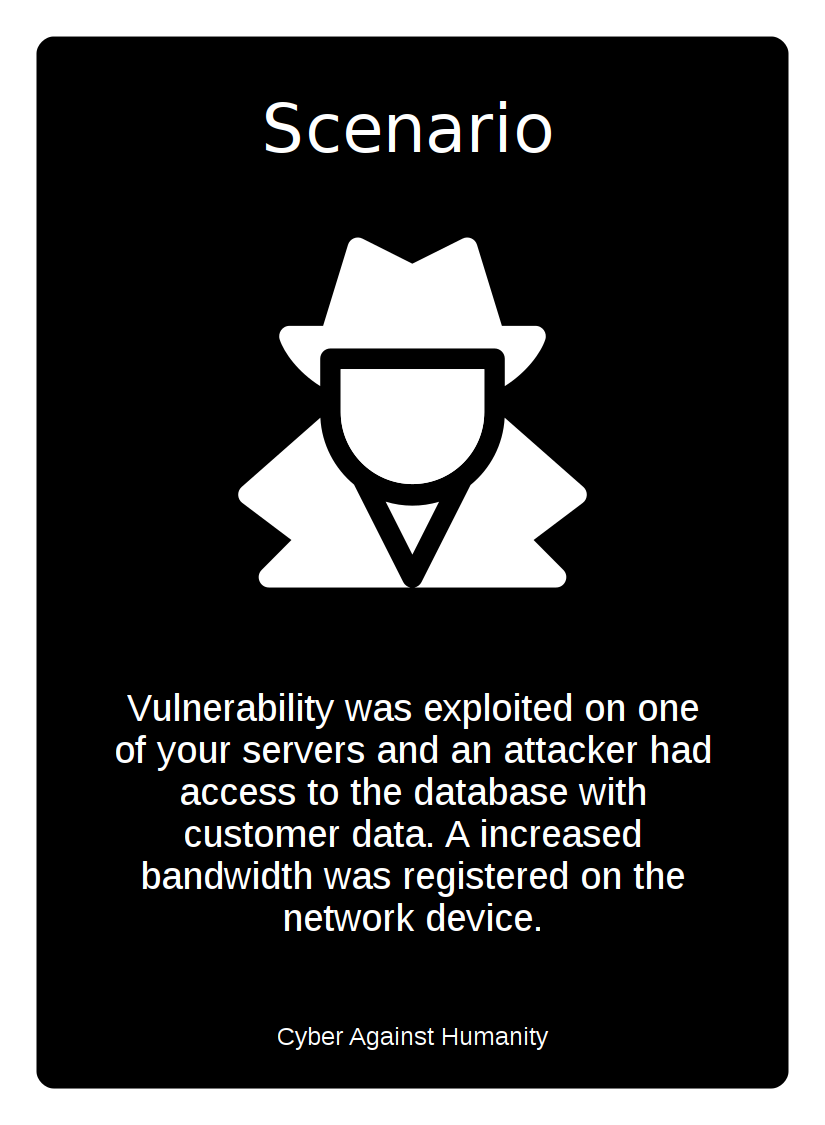 Scenario
Vulnerability was exploited on one
of your servers and an attacker had
access to the database with
customer data. A increased
bandwidth was registered on the
network device.
Cyber Against Humanity